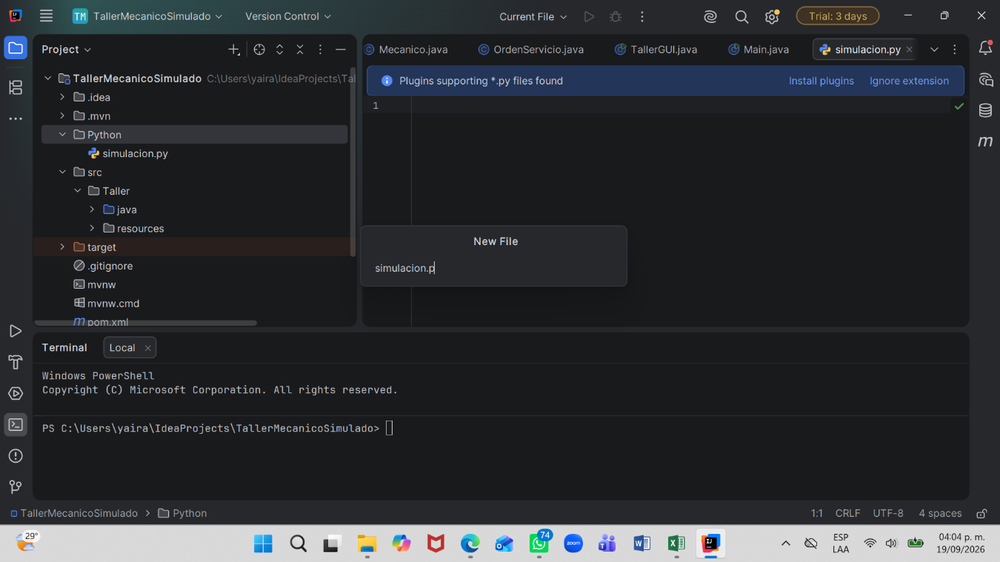 TM TallerMecanicoSimulado Version Control Current File Trial: 3 days
Project
Mecanico.java OrdenServicio.java TallerGUI.java Main.java simulacion.py
TallerMecanicoSimulado C:\Users\yaira\IdeaProjects\Tal
.idea
.mvn
Python
simulacion.py
src
Taller
java
resources
target
.gitignore
mvnw
mvnw.cmd
pom.xml
Plugins supporting *.py files found Install plugins Ignore extension
1
New File
simulacion.p
m
Terminal Local
Windows PowerShell
Copyright (C) Microsoft Corporation. All rights reserved.
PS C:\Users\yaira\IdeaProjects\TallerMecanicoSimulado>
TallerMecanicoSimulado > Python 1:1 CRLF UTF-8 4 spaces
29°
74
zoom
ESP
LAA
04:04 p. m.
19/09/2026